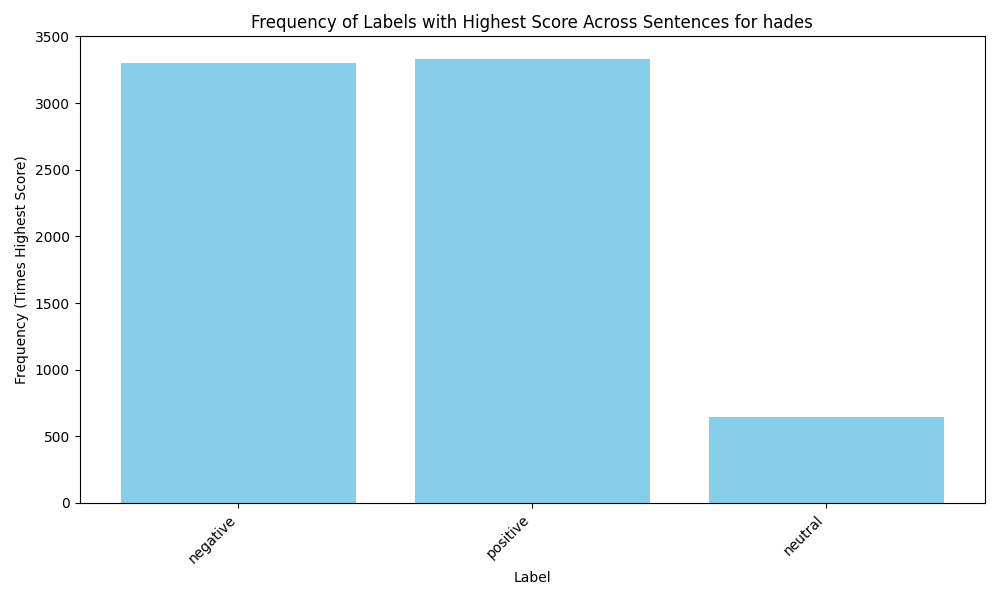 Frequency of Labels with Highest Score Across Sentences for hades
Frequency (Times Highest Score)
3500
3000
2500
2000
1500
1000
500
0
negative
positive
neutral
Label